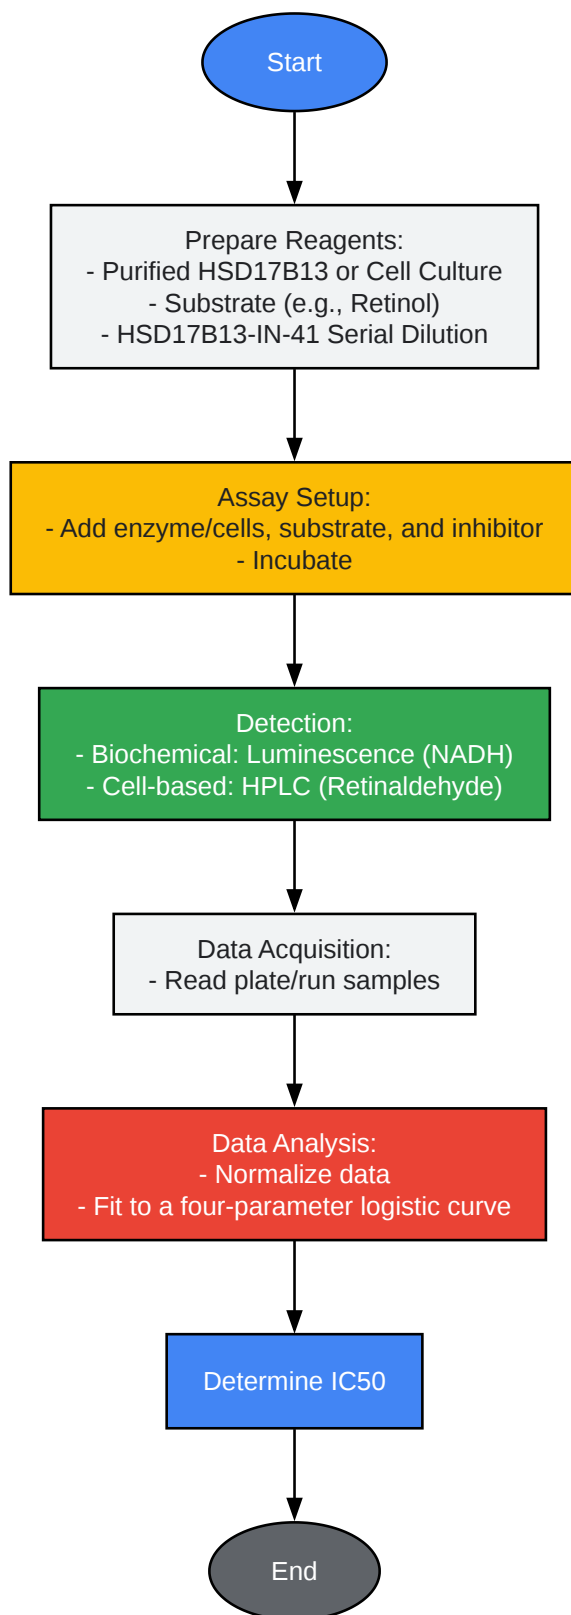 Start
Prepare Reagents:
- Purified HSD17B13 or Cell Culture
- Substrate (e.g., Retinol)
- HSD17B13-IN-41 Serial Dilution
Assay Setup:
- Add enzyme/cells, substrate, and inhibitor
- Incubate
Detection:
- Biochemical: Luminescence (NADH)
- Cell-based: HPLC (Retinaldehyde)
Data Acquisition:
- Read plate/run samples
Data Analysis:
- Normalize data
- Fit to a four-parameter logistic curve
Determine IC50
End